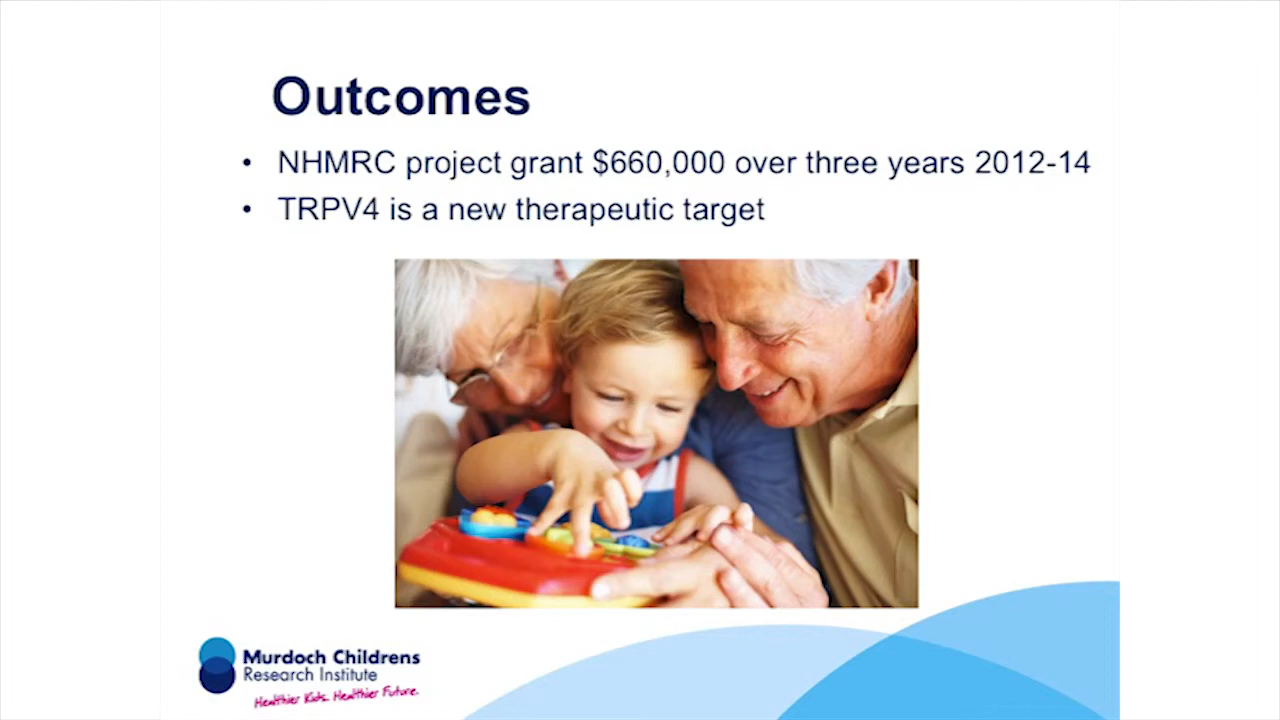 Outcomes
• NHMRC project grant $660,000 over three years 2012-14
• TRPV4 is a new therapeutic target
Murdoch Childrens
Research Institute
Healthier Kids. Healthier Future.